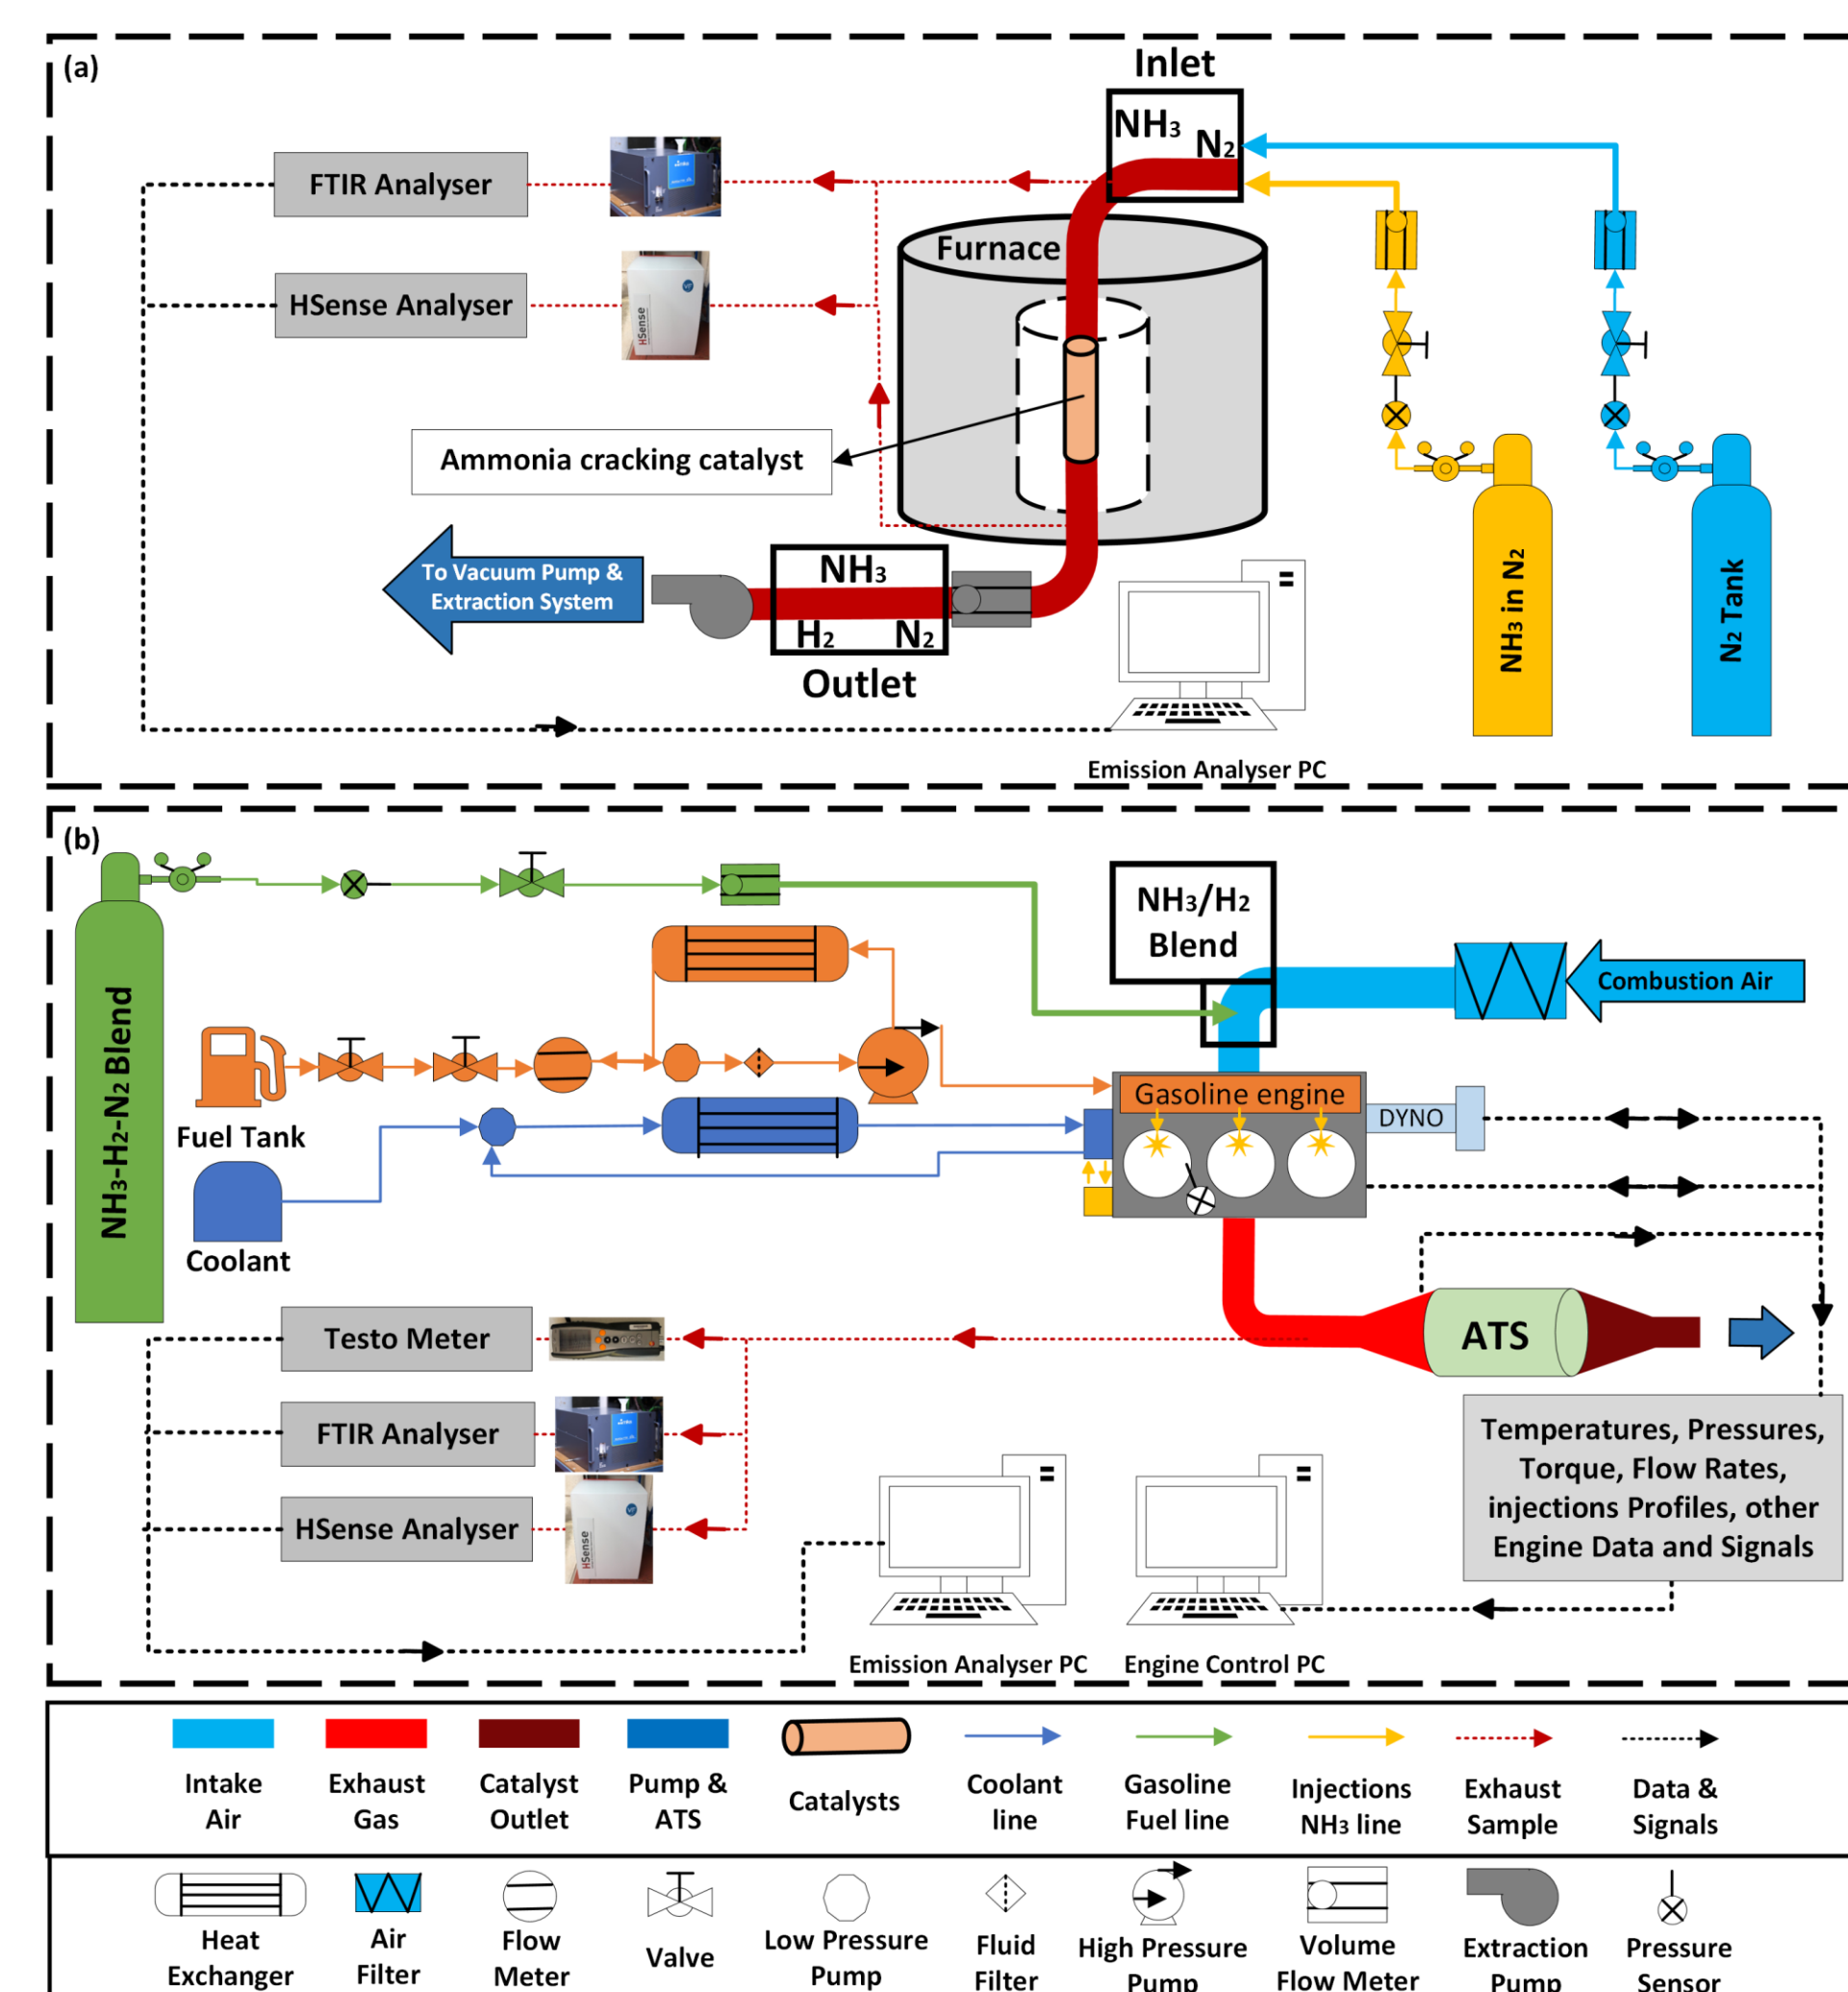 (a)
Inlet
NH3
N2
FTIR Analyser
Furnace
HSense Analyser
HSense
Ammonia cracking catalyst
To Vacuum Pump &
Extraction System
NH3
H2 N2
Outlet
NH3 in N2
N2 Tank
Emission Analyser PC
(b)
NH3-H2-N2 Blend
NH3/H2
Blend
Combustion Air
Fuel Tank
Gasoline engine
DYNO
Coolant
Testo Meter
ATS
FTIR Analyser
HSense Analyser
HSense
Temperatures, Pressures,
Torque, Flow Rates,
injections Profiles, other
Engine Data and Signals
Emission Analyser PC
Engine Control PC
Intake
Air
Exhaust
Gas
Catalyst
Outlet
Pump &
ATS
Catalysts
Coolant
line
Gasoline
Fuel line
Injections
NH3 line
Exhaust
Sample
Data &
Signals
Heat
Exchanger
Air
Filter
Flow
Meter
Valve
Low Pressure
Pump
Fluid
Filter
High Pressure
Pump
Volume
Flow Meter
Extraction
Pump
Pressure
Sensor